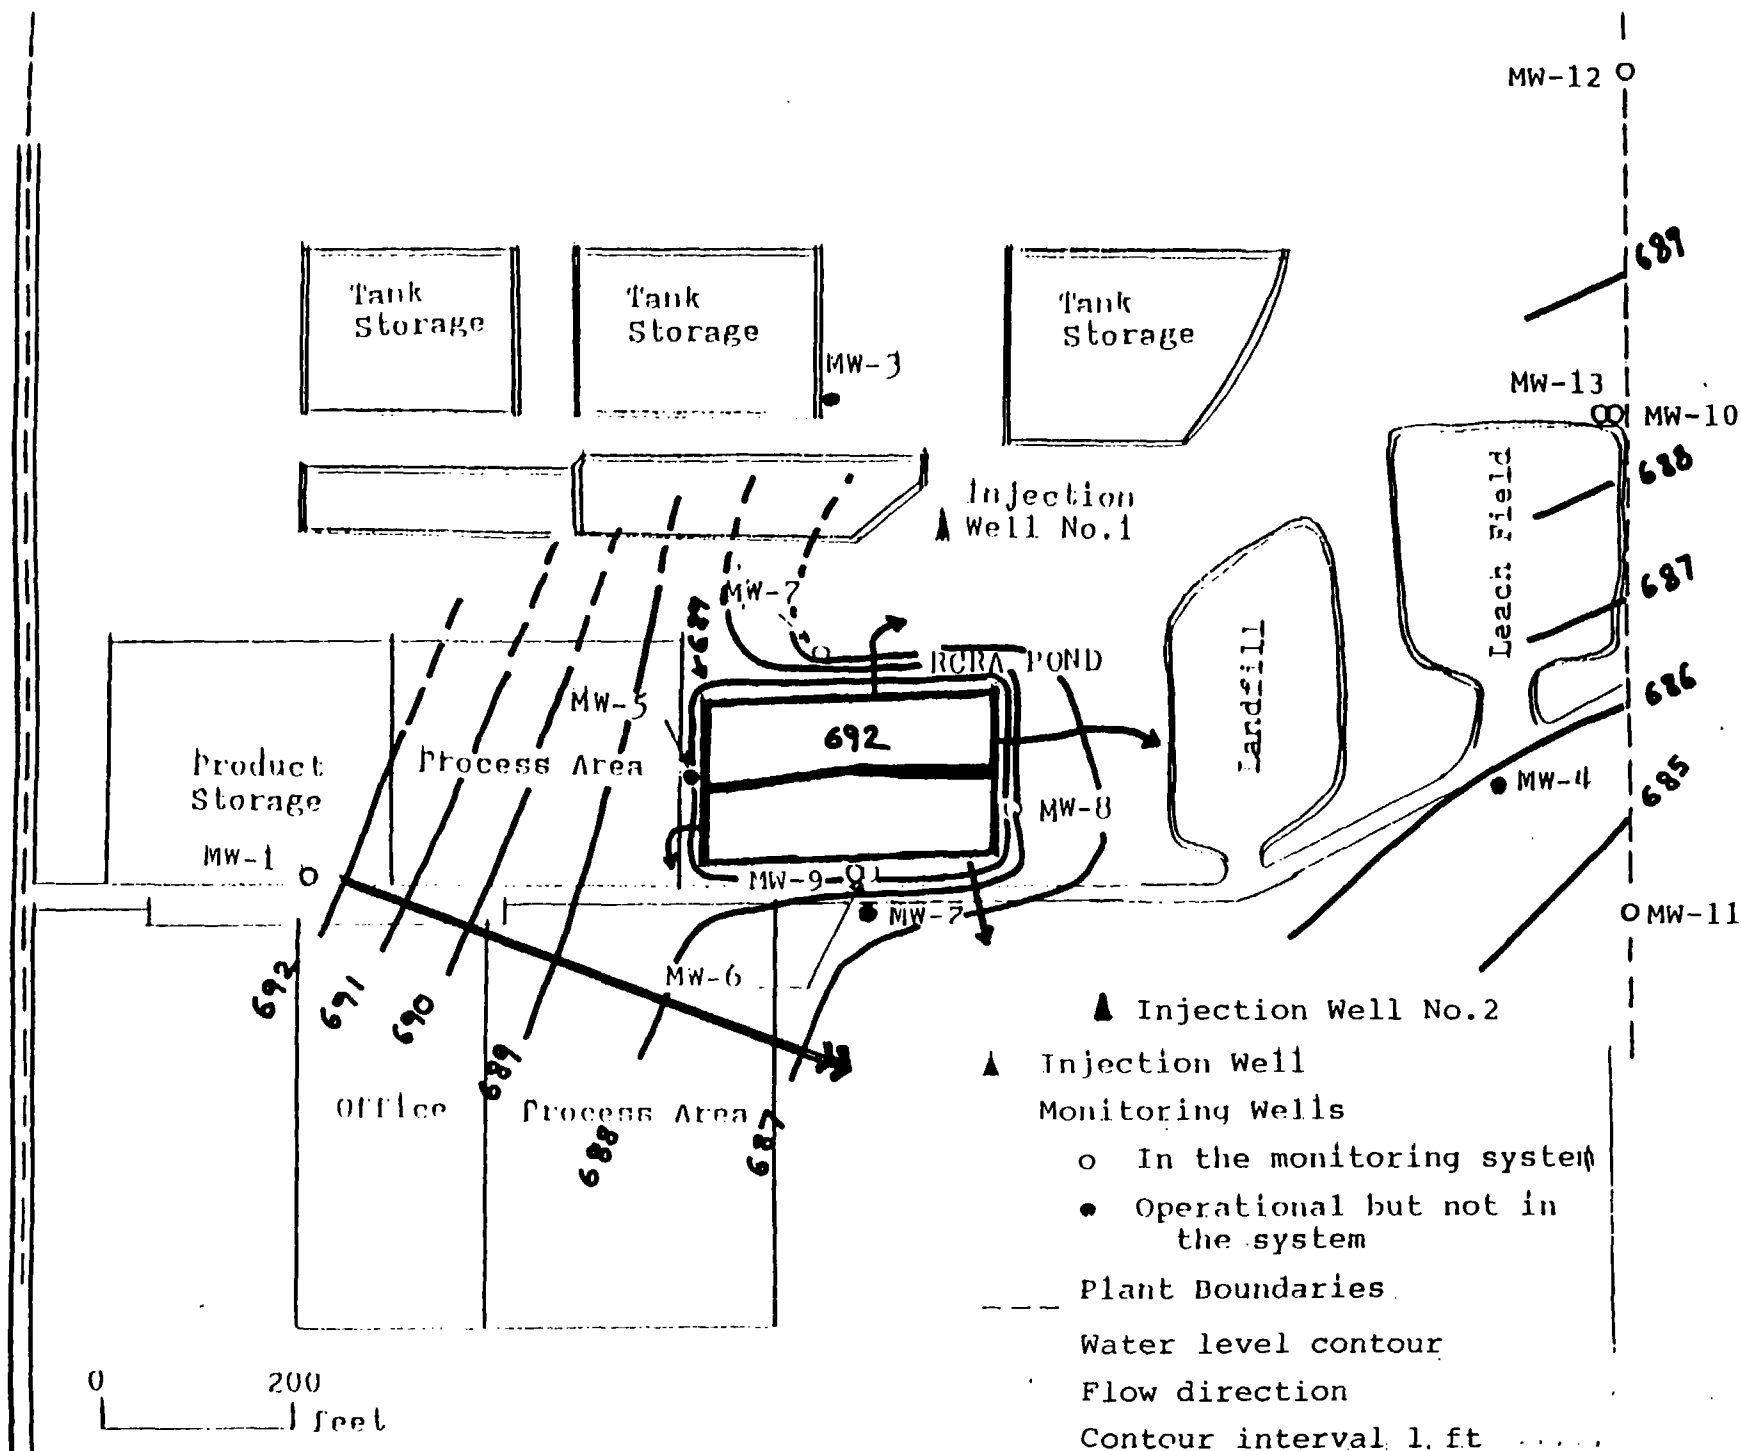 MW-12
689
Tank
Storage
Tank
Storage
Tank
Storage
MW-3
MW-13
MW-10
688
Leach Field
Injection
Well No.1
687
MW-7
689
RCRA POND
686
MW-5
692
Landfill
Product
Storage
Process Area
MW-4
685
MW-8
MW-1
MW-9
MW-7
MW-11
MW-6
692
691
690
689
688
687
Injection Well No.2
Injection Well
Office
Process Area
Monitoring Wells
In the monitoring system
Operational but not in
the system
Plant Boundaries
Water level contour
Flow direction
Contour interval 1 ft
0 200
feet